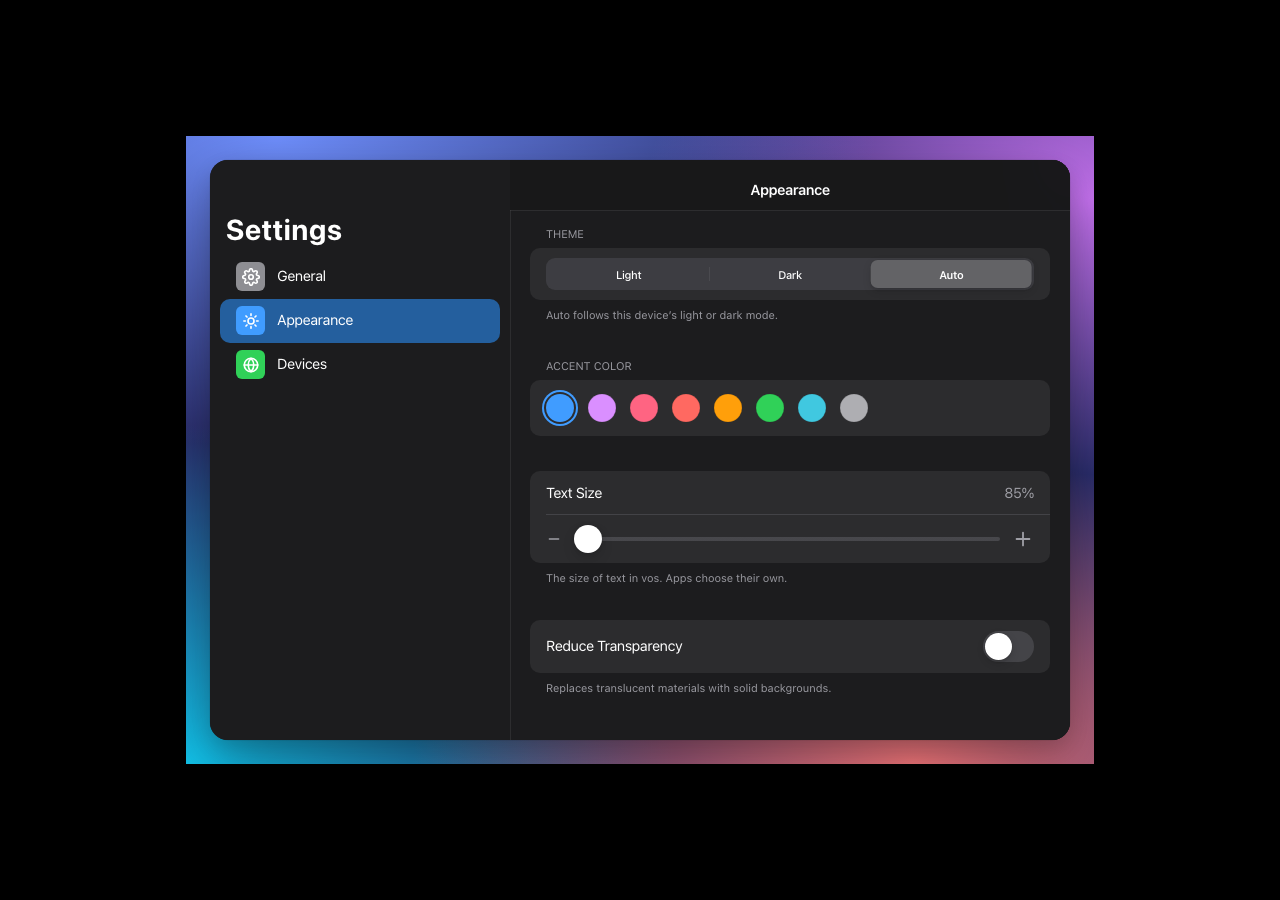 Settings
General
Appearance
Devices
Appearance
THEME
Light
Dark
Auto
Auto follows this device's light or dark mode.
ACCENT COLOR
Text Size
85%
The size of text in vos. Apps choose their own.
Reduce Transparency
Replaces translucent materials with solid backgrounds.